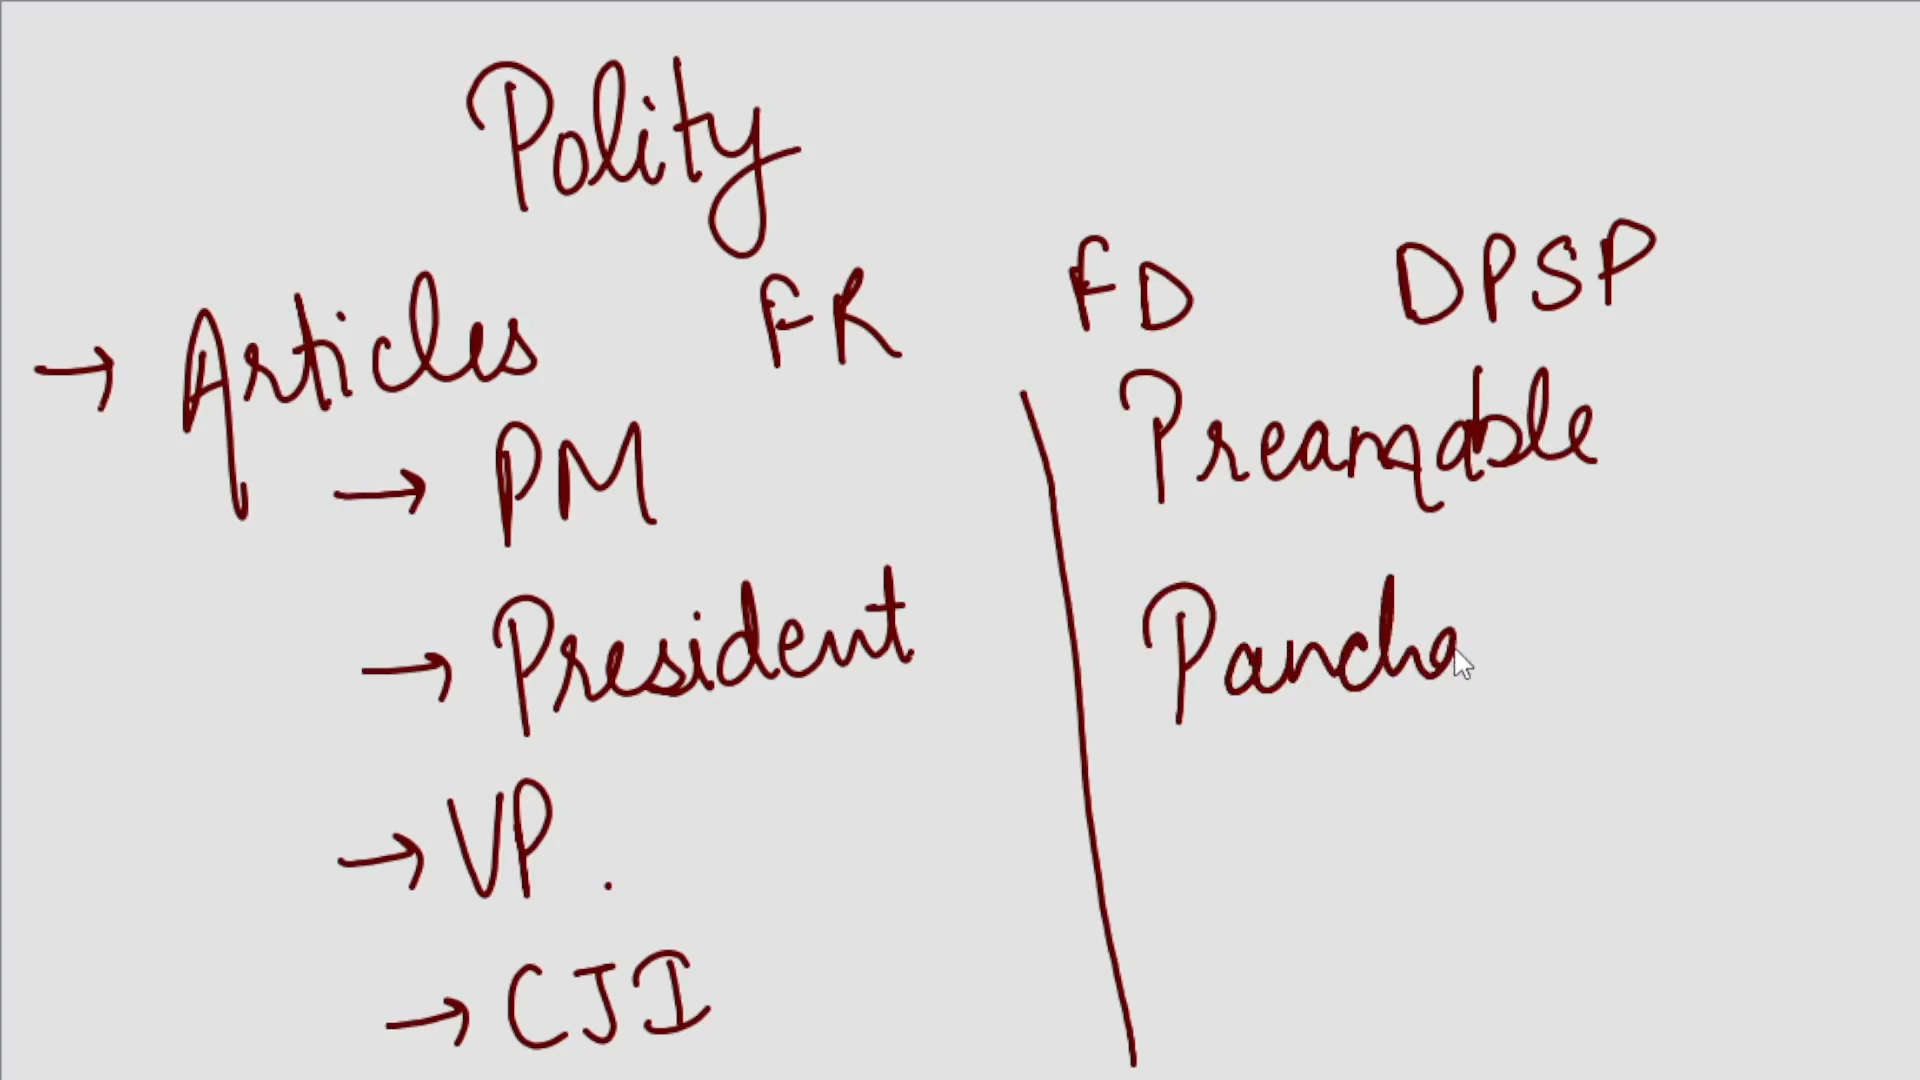 Polity
→ Articles FR FD DPSP
→ PM
→ President
→ VP.
→ CJI
Preamable
Pancha